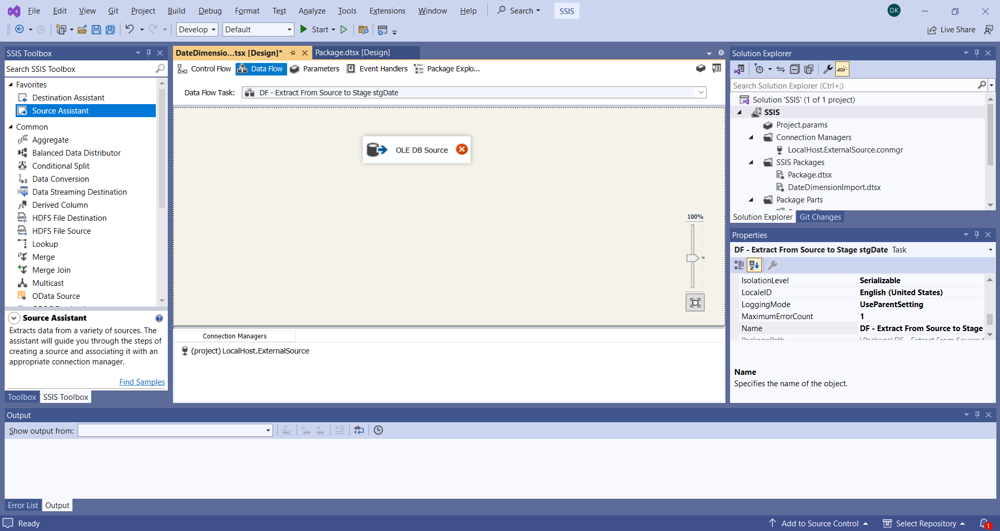 File Edit View Git Project Build Debug Format Test Analyze Tools Extensions Window Help Search SSIS DK
Develop Default Start Live Share
SSIS Toolbox
Search SSIS Toolbox
Favorites
Destination Assistant
Source Assistant
Common
Aggregate
Balanced Data Distributor
Conditional Split
Data Conversion
Data Streaming Destination
Derived Column
HDFS File Destination
HDFS File Source
Lookup
Merge
Merge Join
Multicast
OData Source
Source Assistant
Extracts data from a variety of sources. The
assistant will guide you through the steps of
creating a source and associating it with an
appropriate connection manager.
Find Samples
Toolbox SSIS Toolbox
DateDimensio...tsx [Design]* Package.dtsx [Design]
Control Flow Data Flow Parameters Event Handlers Package Explo...
Data Flow Task: DF - Extract From Source to Stage stgDate
OLE DB Source
100%
Connection Managers
(project) LocalHost.ExternalSource
Solution Explorer
Search Solution Explorer (Ctrl+;)
Solution 'SSIS' (1 of 1 project)
SSIS
Project.params
Connection Managers
LocalHost.ExternalSource.conmgr
SSIS Packages
Package.dtsx
DateDimensionImport.dtsx
Package Parts
Solution Explorer Git Changes
Properties
DF - Extract From Source to Stage stgDate Task
IsolationLevel Serializable
LocaleID English (United States)
LoggingMode UseParentSetting
MaximumErrorCount 1
Name DF - Extract From Source to Stage
Name
Specifies the name of the object.
Output
Show output from:
Error List Output
Ready Add to Source Control Select Repository 1